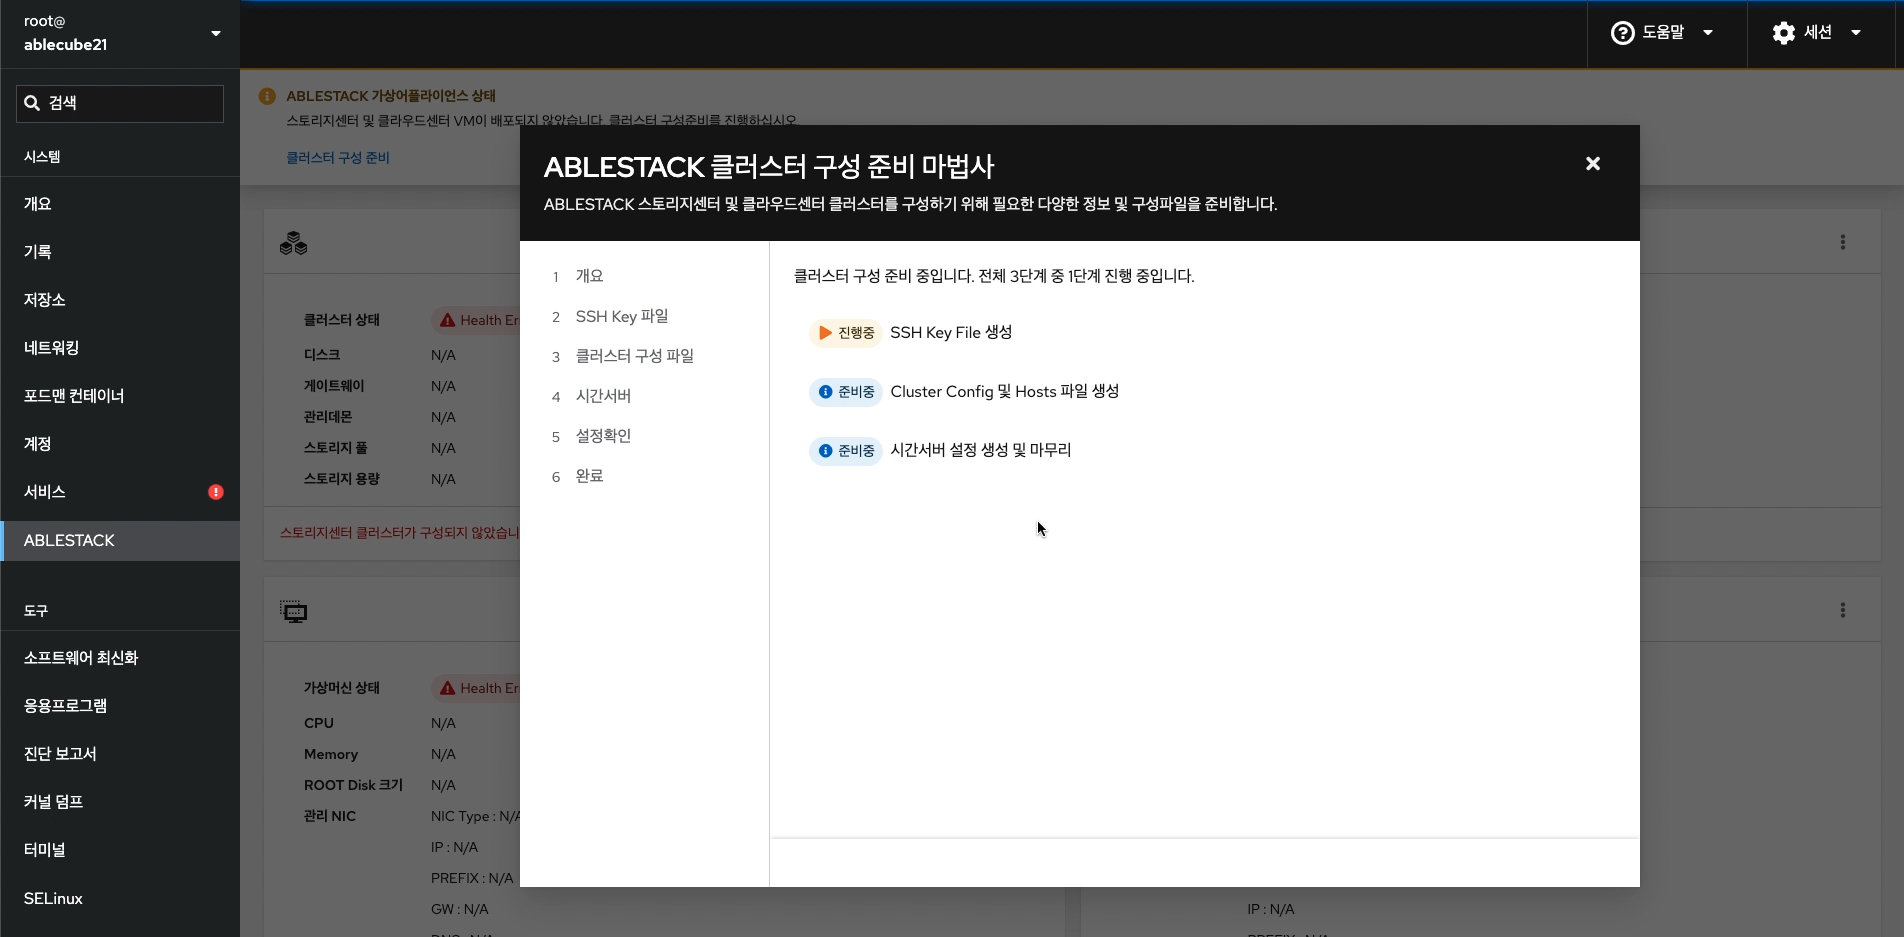 root@
ablecube21
도움말
세션
검색
시스템
개요
기록
저장소
네트워킹
포드맨 컨테이너
계정
서비스
ABLESTACK
도구
소프트웨어 최신화
응용프로그램
진단 보고서
커널 덤프
터미널
SELinux
ABLESTACK 가상어플라이언스 상태
스토리지센터 및 클라우드센터 VM이 배포되지 않았습니다. 클러스터 구성준비를 진행하십시오.
클러스터 구성 준비
클러스터 상태 Health
디스크 N/A
게이트웨이 N/A
관리데몬 N/A
스토리지 풀 N/A
스토리지 용량 N/A
스토리지센터 클러스터가 구성되지 않았습니
가상머신 상태 Health
CPU N/A
Memory N/A
ROOT Disk 크기 N/A
관리 NIC NIC Type : N/A
IP : N/A
PREFIX : N/A
GW : N/A
IP : N/A
ABLESTACK 클러스터 구성 준비 마법사
ABLESTACK 스토리지센터 및 클라우드센터 클러스터를 구성하기 위해 필요한 다양한 정보 및 구성파일을 준비합니다.
1 개요
2 SSH Key 파일
3 클러스터 구성 파일
4 시간서버
5 설정확인
6 완료
클러스터 구성 준비 중입니다. 전체 3단계 중 1단계 진행 중입니다.
진행중 SSH Key File 생성
준비중 Cluster Config 및 Hosts 파일 생성
준비중 시간서버 설정 생성 및 마무리